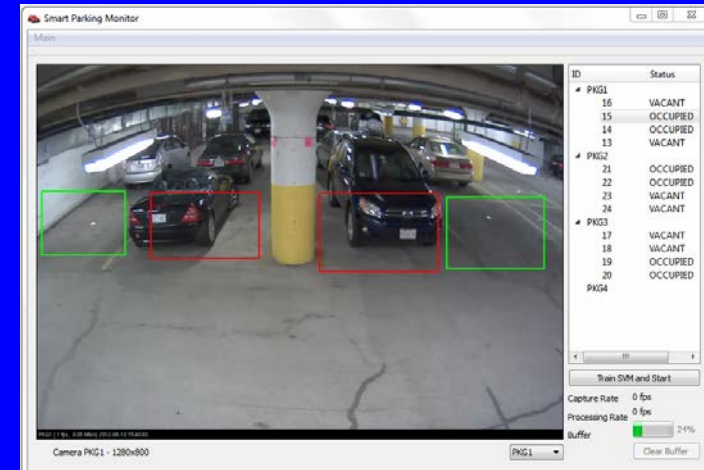 Smart Parking Monitor
Main
ID Status
PKG1
16 VACANT
15 OCCUPIED
14 OCCUPIED
13 VACANT
PKG2
21 OCCUPIED
22 OCCUPIED
23 VACANT
24 VACANT
PKG3
17 VACANT
18 VACANT
19 OCCUPIED
20 OCCUPIED
PKG4
Train SVM and Start
Capture Rate 0 fps
Processing Rate 0 fps
Buffer 24%
Camera PKG1 - 1280x800
PKG1
Clear Buffer